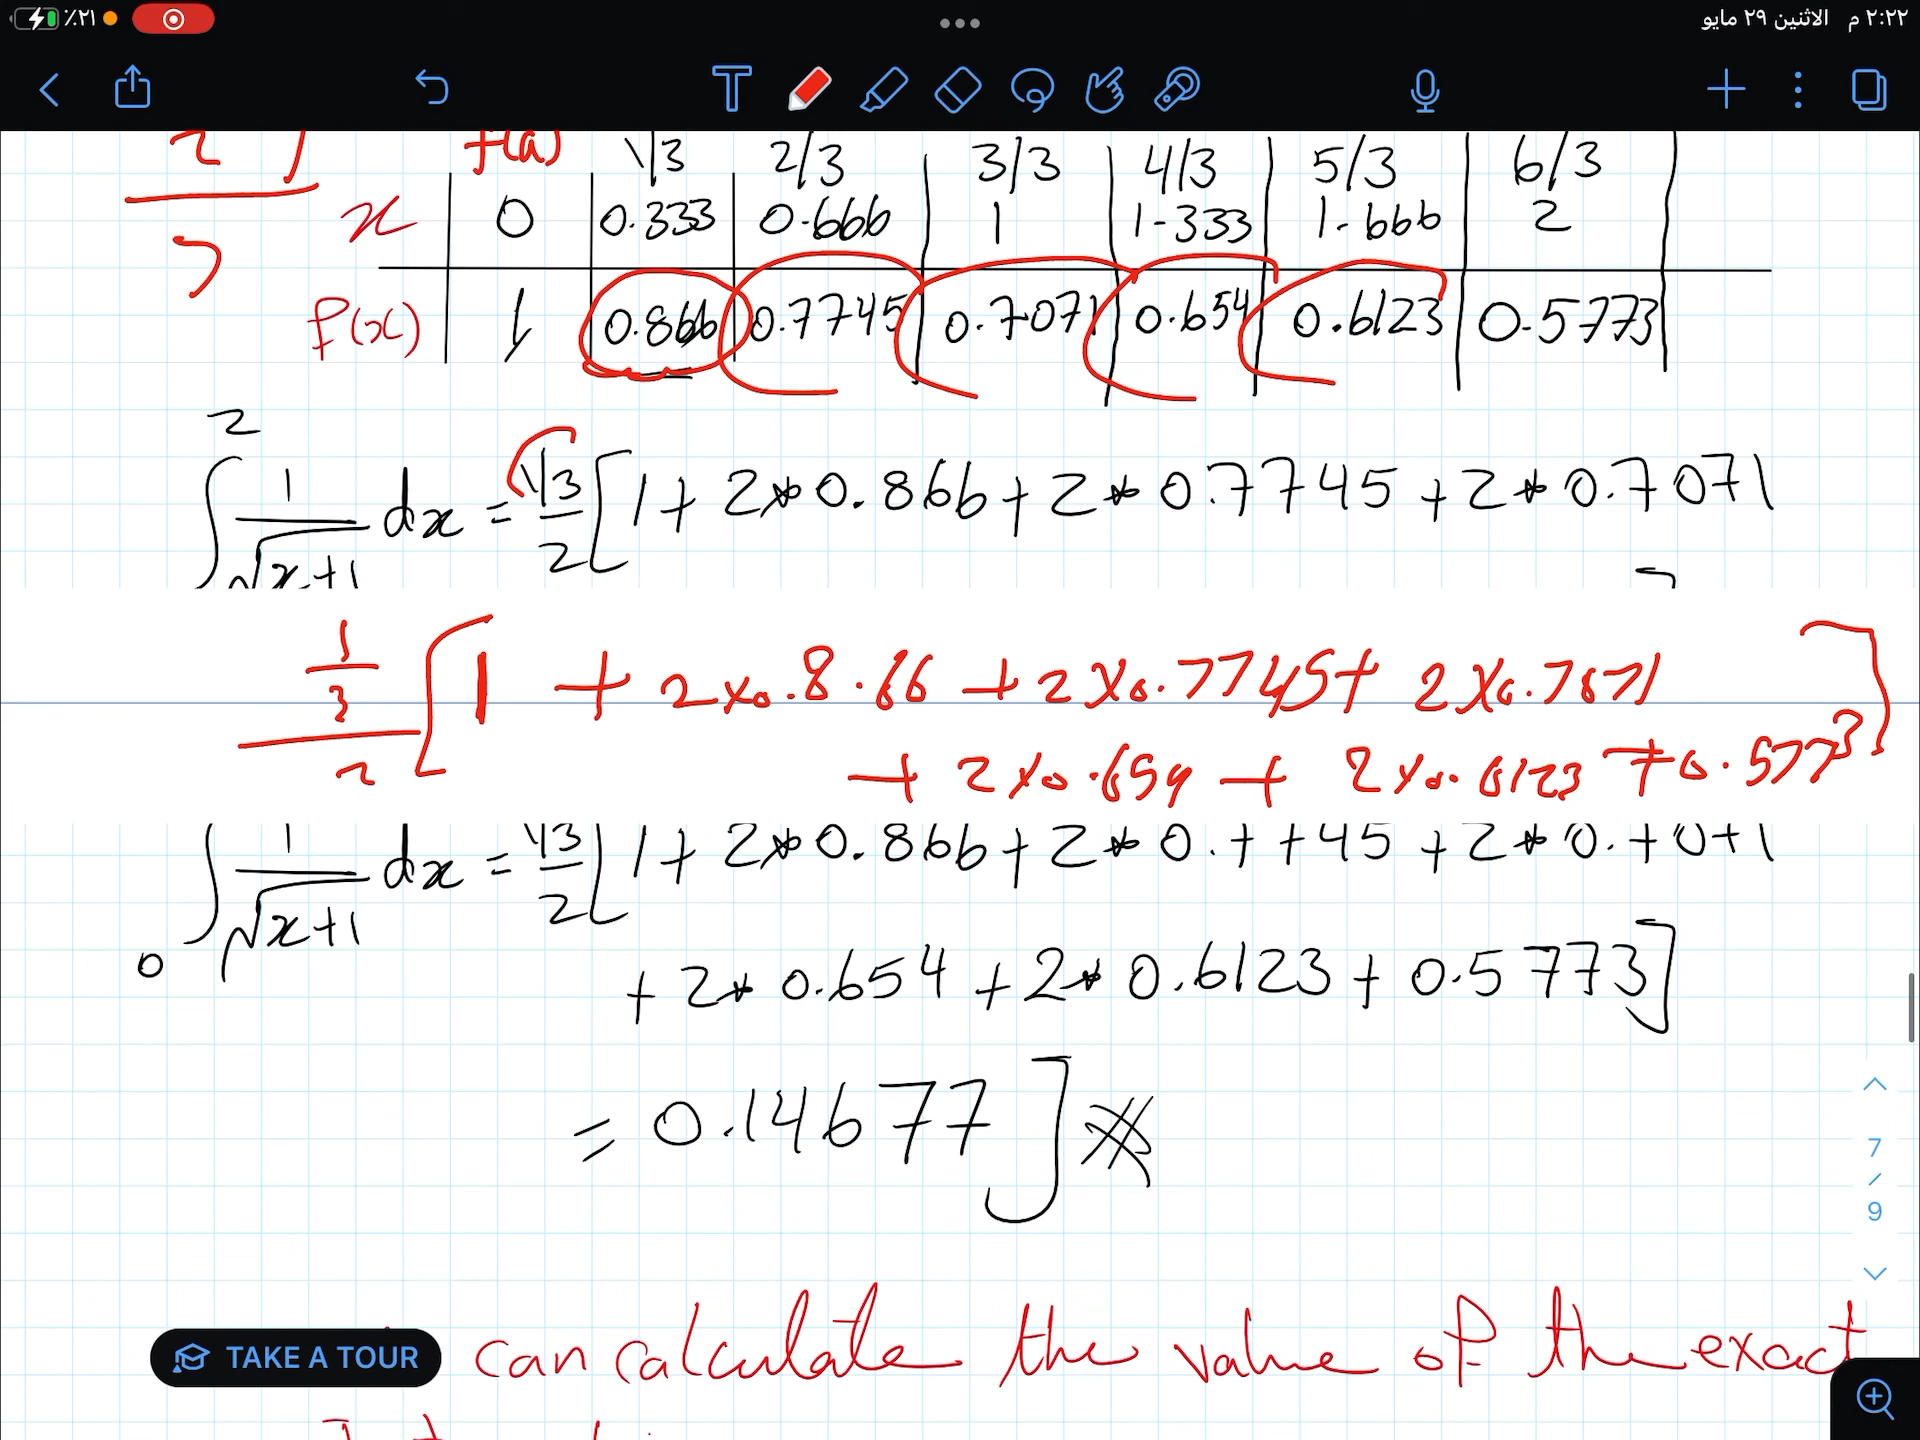 ٪٢١ ٢:٢٢ م الاثنين ٢٩ مايو
T
2
f(a) 1/3 2/3 3/3 4/3 5/3 6/3
x 0 0.333 0.666 1 1-333 1-666 2
f(x) 1 0.866 0.7745 0.7071 0.654 0.6123 0.5773
2
∫ 1/√x+1 dx = 1/3/2 [1 + 2*0.866 + 2*0.7745 + 2*0.7071
1/3/2 [1 + 2x0.8.66 + 2x0.7745 + 2x0.7071
+ 2x0.654 + 2x0.6123 + 0.5773]
∫ 0 1/√x+1 dx = 1/3/2 [1 + 2*0.866 + 2*0.7745 + 2*0.7071
+ 2*0.654 + 2*0.6123 + 0.5773]
= 0.14677]
7
/
9
TAKE A TOUR
can calculate the value of the exact